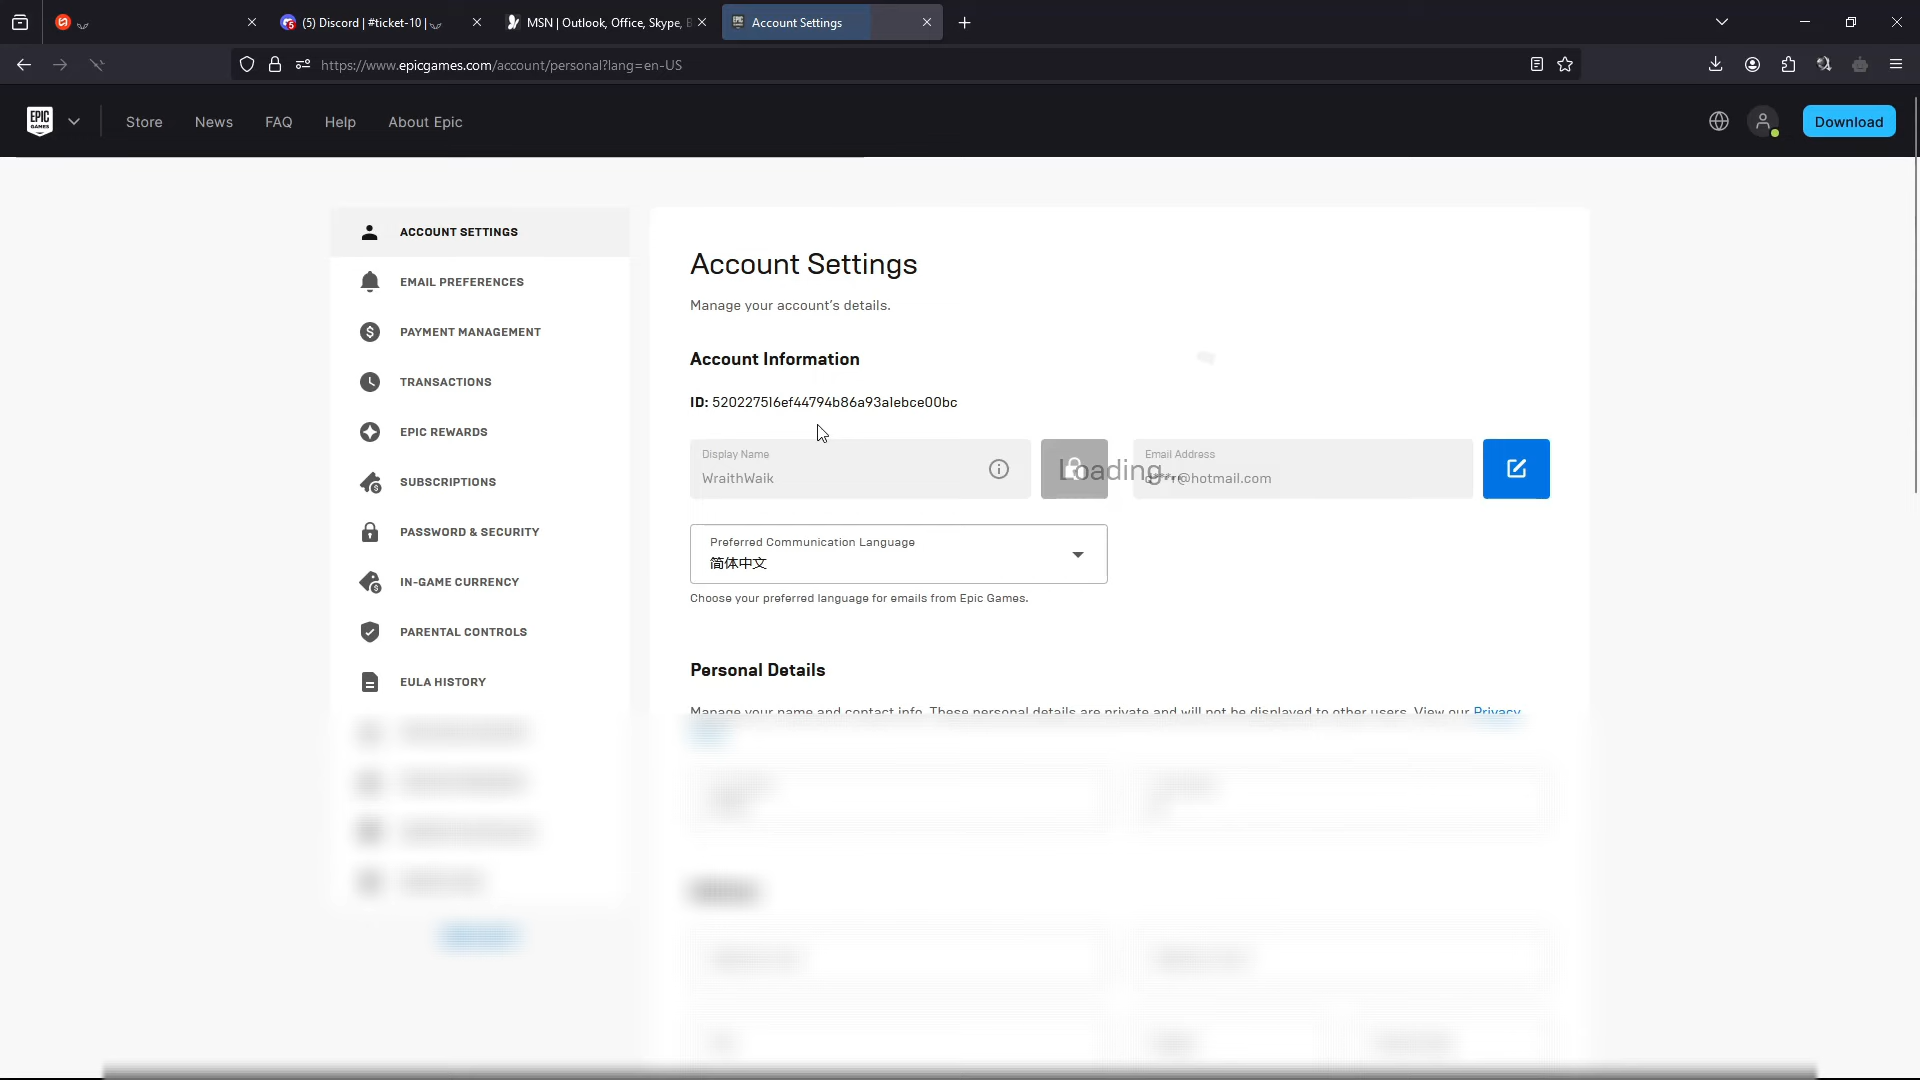 (5) Discord | #ticket-10 |
MSN | Outlook, Office, Skype, B
Account Settings
https://www.epicgames.com/account/personal?lang=en-US
EPIC GAMES
Store
News
FAQ
Help
About Epic
Download
ACCOUNT SETTINGS
EMAIL PREFERENCES
PAYMENT MANAGEMENT
TRANSACTIONS
EPIC REWARDS
SUBSCRIPTIONS
PASSWORD & SECURITY
IN-GAME CURRENCY
PARENTAL CONTROLS
EULA HISTORY
Account Settings
Manage your account's details.
Account Information
ID: 520227516ef44794b86a93a1ebce00bc
Display Name
WraithWaik
Loading
Email Address
r@hotmail.com
Preferred Communication Language
简体中文
Choose your preferred language for emails from Epic Games.
Personal Details
Manage your name and contact info. These personal details are private and will not be displayed to other users. View our Privacy